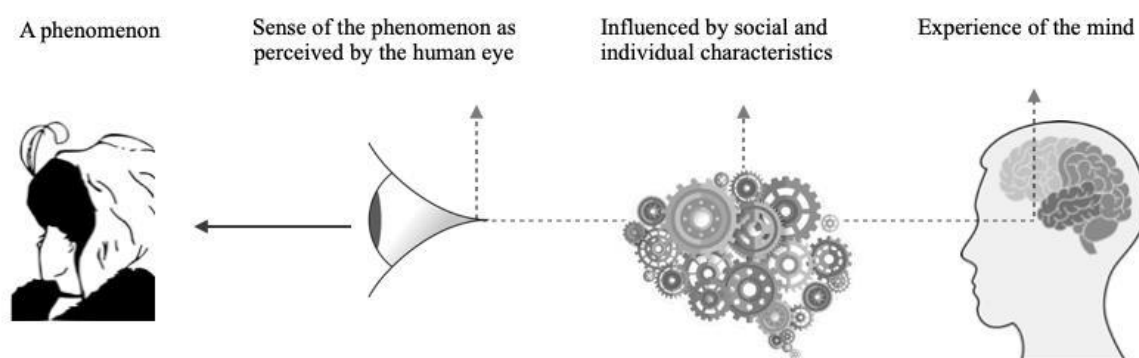 A phenomenon
Sense of the phenomenon as
perceived by the human eye
Influenced by social and
individual characteristics
Experience of the mind